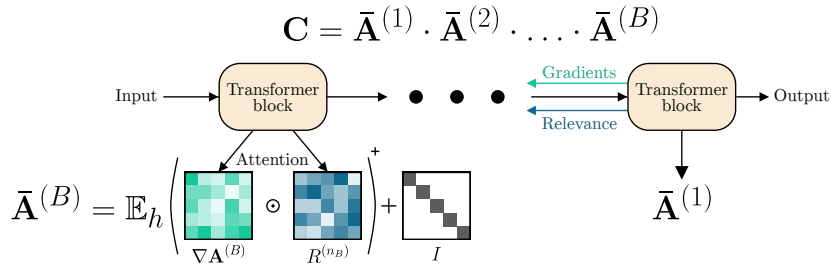 C = Ā^(1) · Ā^(2) · . . . . · Ā^(B)
Gradients
Input
Transformer
block
Transformer
block
Output
Relevance
Attention
Ā^(B) = 𝔼_h ( ⊙ )^+ + 
Ā^(1)
∇A^(B)
R^(n_B)
I